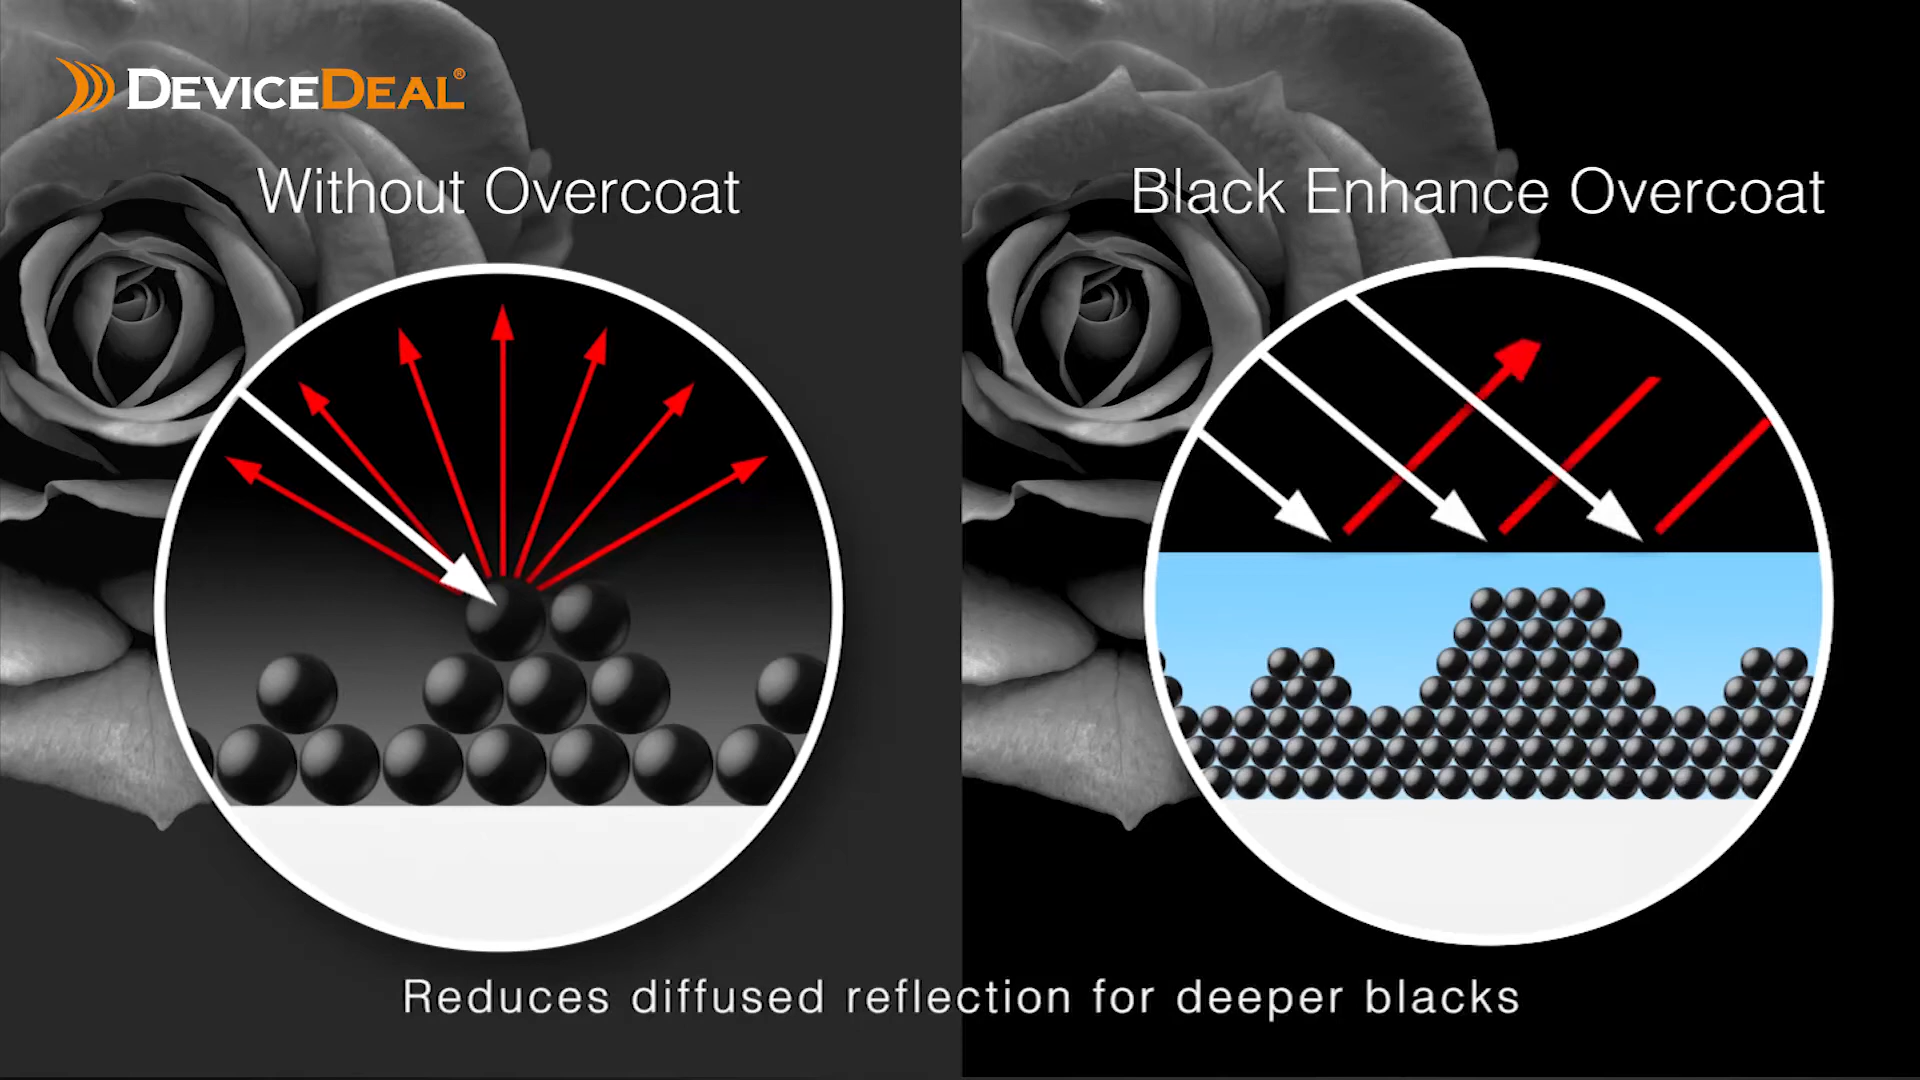 DEVICEDEAL®
Without Overcoat
Black Enhance Overcoat
Reduces diffused reflection for deeper blacks